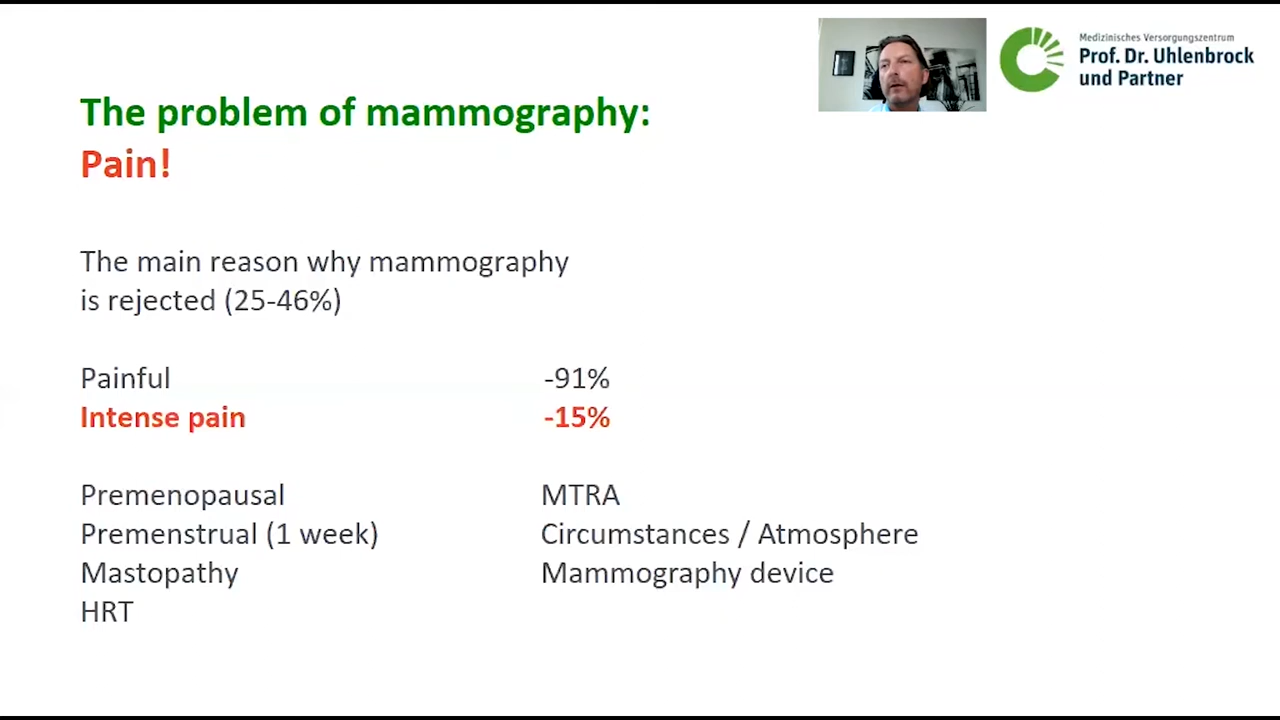 Medizinisches Versorgungszentrum
Prof. Dr. Uhlenbrock
und Partner
The problem of mammography:
Pain!
The main reason why mammography
is rejected (25-46%)
Painful -91%
Intense pain -15%
Premenopausal MTRA
Premenstrual (1 week) Circumstances / Atmosphere
Mastopathy Mammography device
HRT